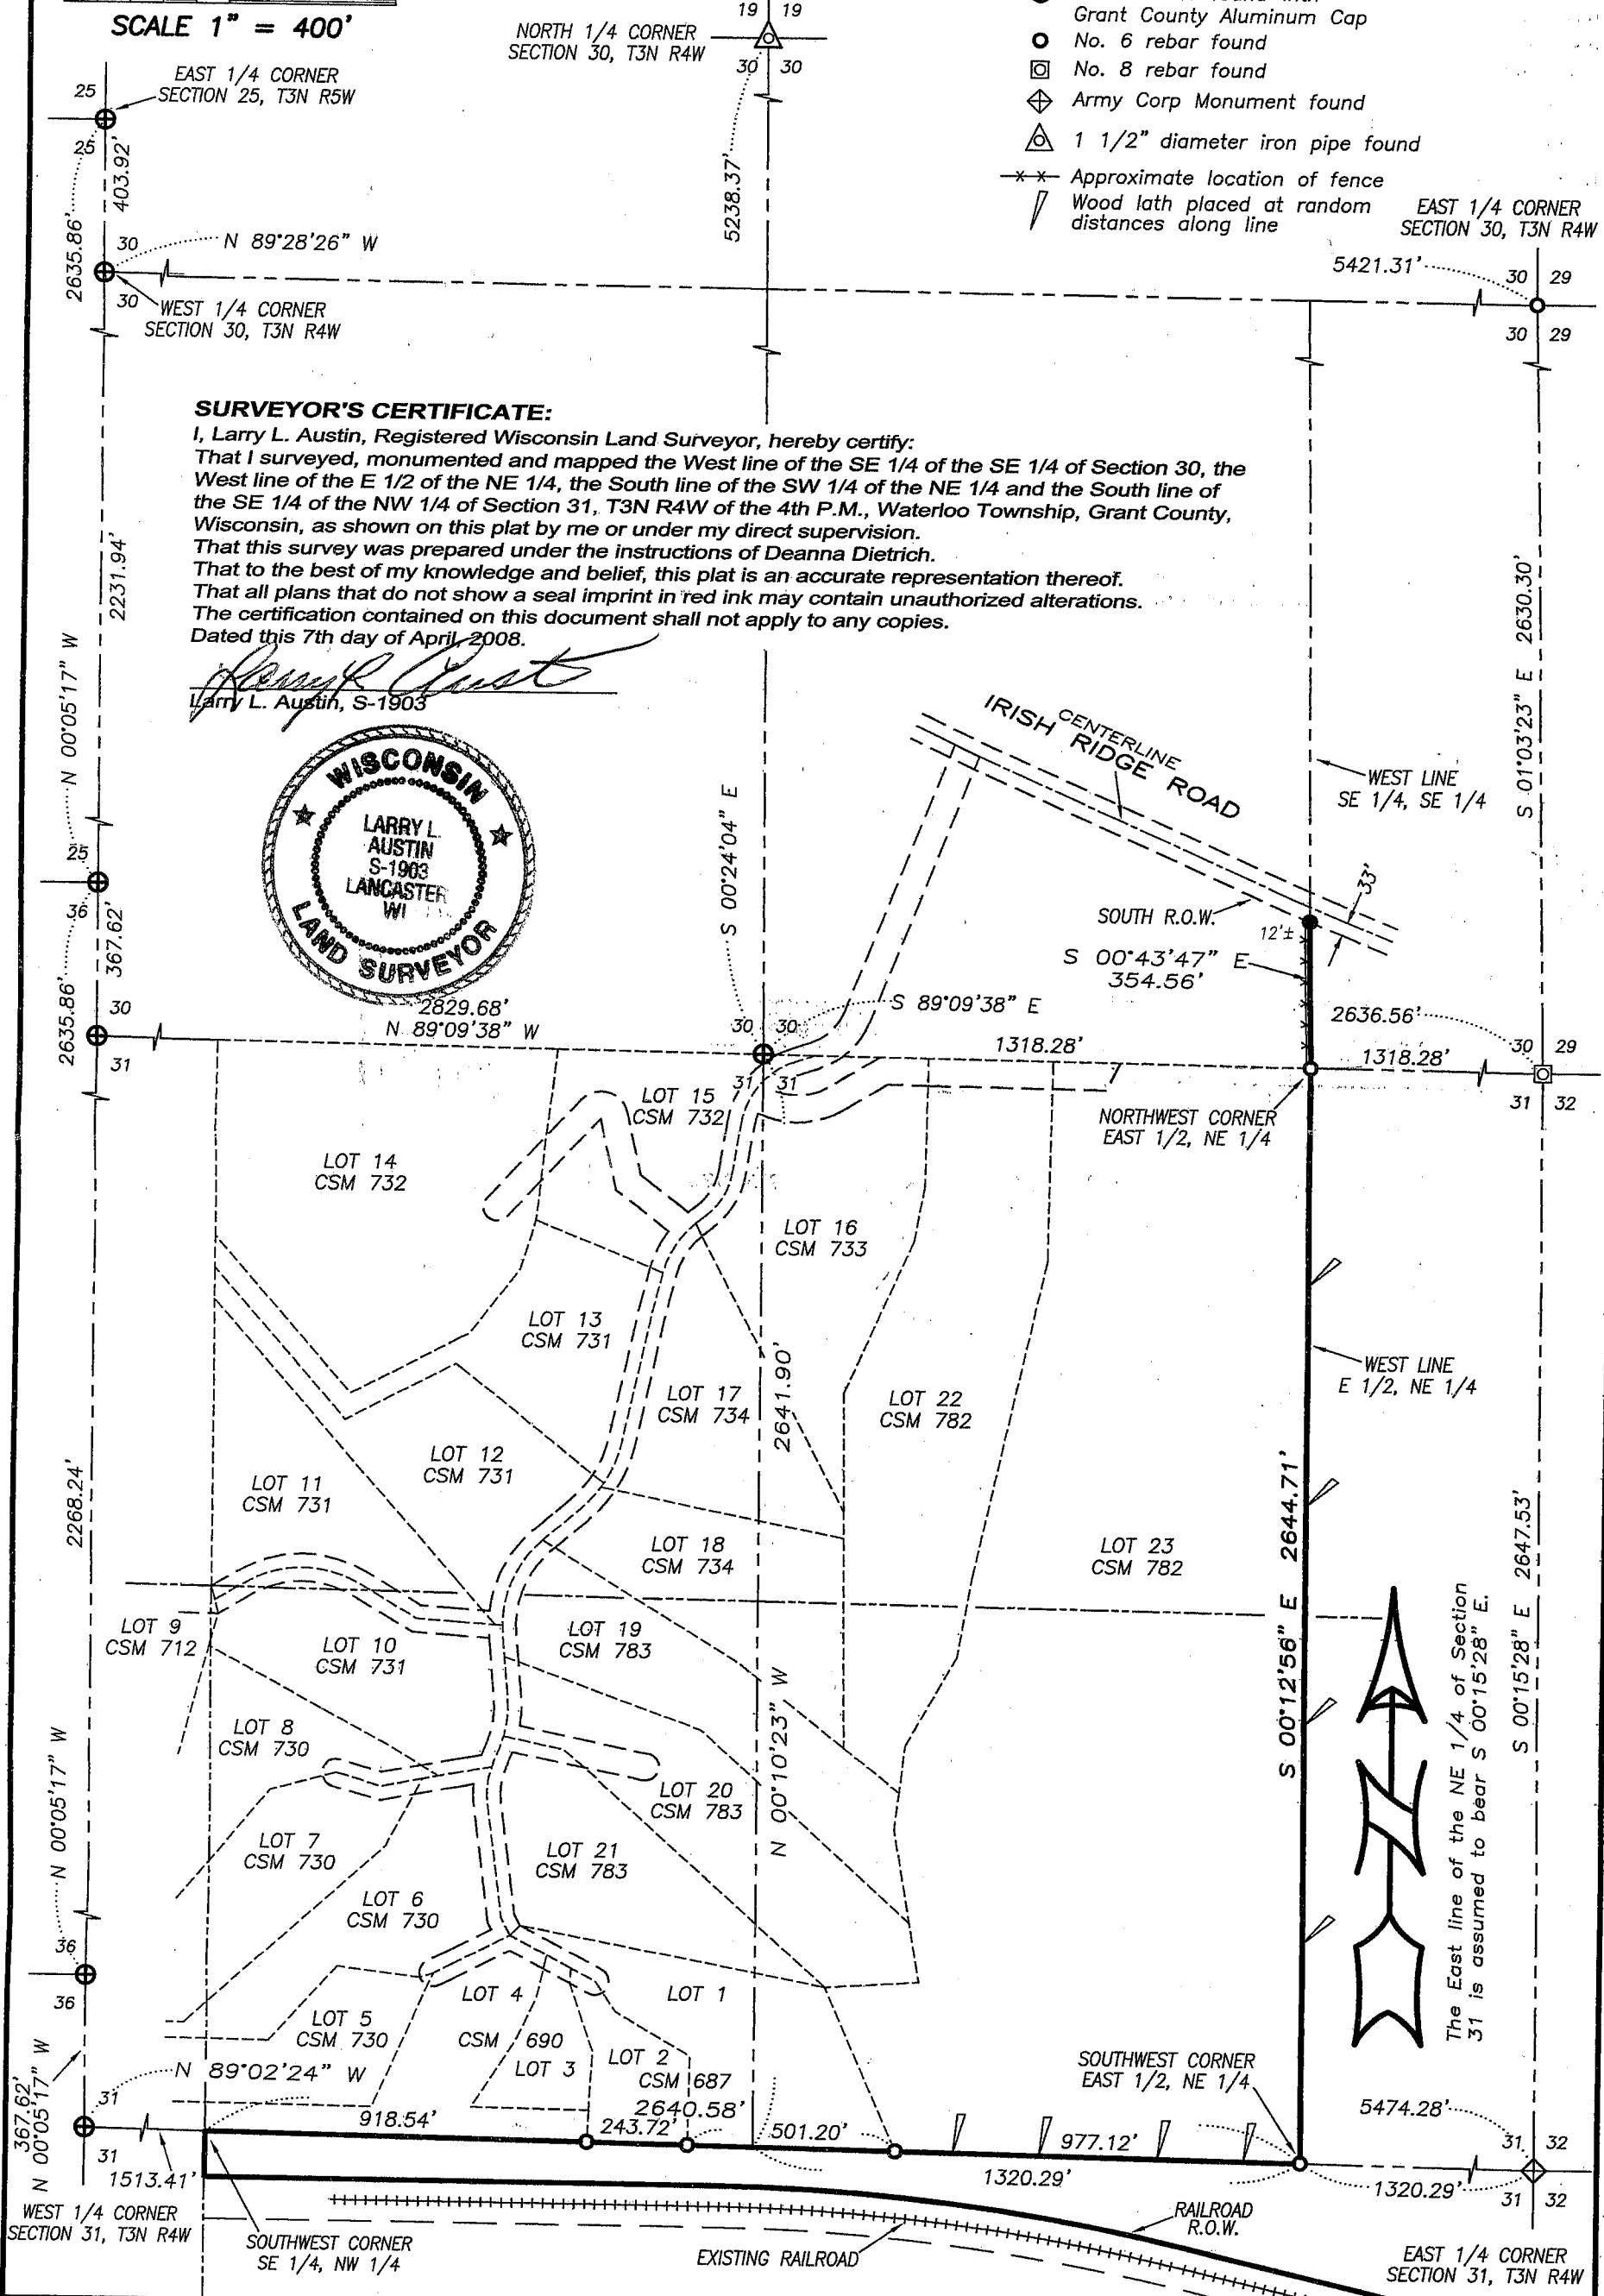 SCALE 1" = 400'
NORTH 1/4 CORNER
SECTION 30, T3N R4W
19 19
30 30
Grant County Aluminum Cap
No. 6 rebar found
No. 8 rebar found
Army Corp Monument found
1 1/2" diameter iron pipe found
Approximate location of fence
Wood lath placed at random
distances along line
EAST 1/4 CORNER
SECTION 30, T3N R4W
5421.31'
30 29
30 29
EAST 1/4 CORNER
SECTION 25, T3N R5W
25
25
403.92'
2635.86'
5238.37'
30
N 89°28'26" W
30
WEST 1/4 CORNER
SECTION 30, T3N R4W
SURVEYOR'S CERTIFICATE:
I, Larry L. Austin, Registered Wisconsin Land Surveyor, hereby certify:
That I surveyed, monumented and mapped the West line of the SE 1/4 of the SE 1/4 of Section 30, the
West line of the E 1/2 of the NE 1/4, the South line of the SW 1/4 of the NE 1/4 and the South line of
the SE 1/4 of the NW 1/4 of Section 31, T3N R4W of the 4th P.M., Waterloo Township, Grant County,
Wisconsin, as shown on this plat by me or under my direct supervision.
That this survey was prepared under the instructions of Deanna Dietrich.
That to the best of my knowledge and belief, this plat is an accurate representation thereof.
That all plans that do not show a seal imprint in red ink may contain unauthorized alterations.
The certification contained on this document shall not apply to any copies.
Dated this 7th day of April, 2008.
Larry L. Austin, S-1903
WISCONSIN
LARRY L.
AUSTIN
S-1903
LANCASTER
WI
LAND SURVEYOR
2231.94'
N 00°05'17" W
S 01°03'23" E 2630.30'
IRISH RIDGE ROAD
CENTERLINE
WEST LINE
SE 1/4, SE 1/4
S 00°24'04" E
33'
SOUTH R.O.W.
12'±
S 00°43'47" E
354.56'
25
36
367.62'
2635.86'
30
31
2829.68'
N 89°09'38" W
30 30
31 31
S 89°09'38" E
1318.28'
2636.56'
1318.28'
30 29
31 32
NORTHWEST CORNER
EAST 1/2, NE 1/4
LOT 15
CSM 732
LOT 14
CSM 732
LOT 16
CSM 733
LOT 13
CSM 731
2641.90'
WEST LINE
E 1/2, NE 1/4
LOT 17
CSM 734
LOT 22
CSM 782
LOT 12
CSM 731
LOT 11
CSM 731
2268.24'
LOT 18
CSM 734
LOT 23
CSM 782
S 00°12'56" E 2644.71'
S 00°15'28" E 2647.53'
The East line of the NE 1/4 of Section
31 is assumed to bear S 00°15'28" E.
N
LOT 9
CSM 712
LOT 10
CSM 731
LOT 19
CSM 783
N 00°10'23" W
LOT 8
CSM 730
LOT 20
CSM 783
N 00°05'17" W
LOT 7
CSM 730
LOT 21
CSM 783
LOT 6
CSM 730
36
36
LOT 4
LOT 1
LOT 5
CSM 730
CSM 690
LOT 3
LOT 2
CSM 687
SOUTHWEST CORNER
EAST 1/2, NE 1/4
367.62'
N 00°05'17" W
31
N 89°02'24" W
918.54'
2640.58'
243.72'
501.20'
977.12'
1320.29'
5474.28'
31 32
31 32
1320.29'
31
1513.41'
WEST 1/4 CORNER
SECTION 31, T3N R4W
SOUTHWEST CORNER
SE 1/4, NW 1/4
EXISTING RAILROAD
RAILROAD
R.O.W.
EAST 1/4 CORNER
SECTION 31, T3N R4W